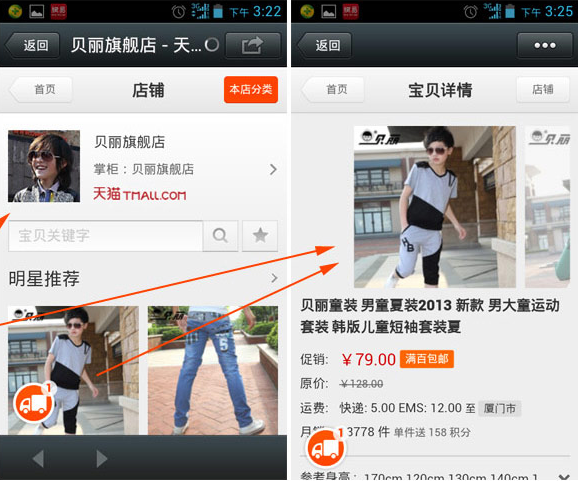 下午 3:22
返回
贝丽旗舰店 - 天...
首页
店铺
本店分类
贝丽旗舰店
掌柜：贝丽旗舰店
天猫 TMALL.COM
宝贝关键字
明星推荐
贝丽
5
1
下午 3:25
返回
首页
宝贝详情
店铺
贝丽
HB
贝丽童装 男童夏装2013 新款 男大童运动
套装 韩版儿童短袖套装夏
促销： ￥79.00 满百包邮
原价： ￥128.00
运费： 快递: 5.00 EMS: 12.00 至 厦门市
月销 3778 件 单件送 158 积分
1
参考身高： 170cm 120cm 130cm 140cm 1